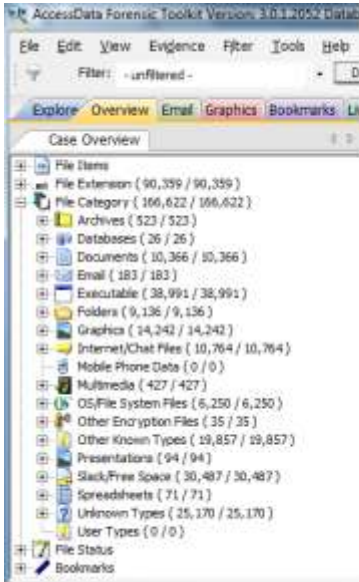 AccessData Forensic Toolkit Version: 3.0.1.2052 Datab
File Edit View Evidence Filter Tools Help
Filter: - unfiltered -
Explore Overview Email Graphics Bookmarks Li
Case Overview
File Items
File Extension ( 90,359 / 90,359 )
File Category ( 166,622 / 166,622 )
Archives ( 523 / 523 )
Databases ( 26 / 26 )
Documents ( 10,366 / 10,366 )
Email ( 183 / 183 )
Executable ( 38,991 / 38,991 )
Folders ( 9,136 / 9,136 )
Graphics ( 14,242 / 14,242 )
Internet/Chat Files ( 10,764 / 10,764 )
Mobile Phone Data ( 0 / 0 )
Multimedia ( 427 / 427 )
OS/File System Files ( 6,250 / 6,250 )
Other Encryption Files ( 35 / 35 )
Other Known Types ( 19,857 / 19,857 )
Presentations ( 94 / 94 )
Slack/Free Space ( 30,487 / 30,487 )
Spreadsheets ( 71 / 71 )
Unknown Types ( 25,170 / 25,170 )
User Types ( 0 / 0 )
File Status
Bookmarks